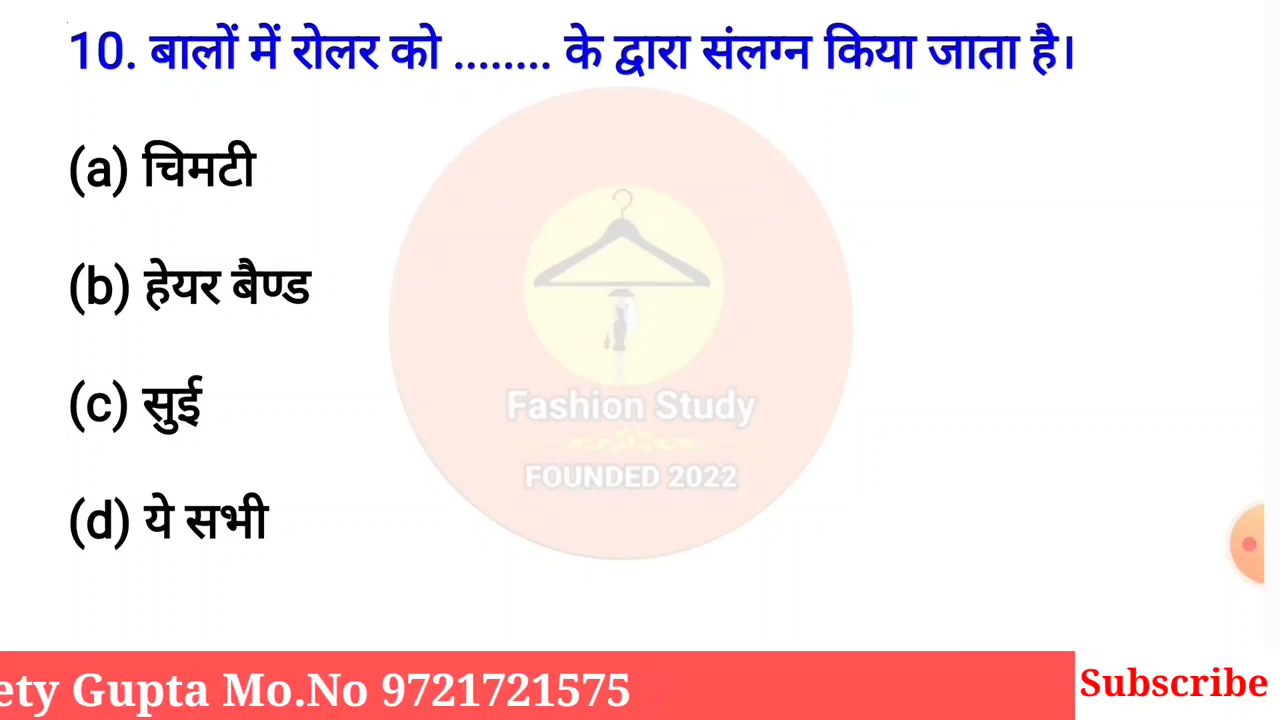 10. बालों में रोलर को ........ के द्वारा संलग्न किया जाता है।
(a) चिमटी
(b) हेयर बैण्ड
(c) सुई
(d) ये सभी
Fashion Study
FOUNDED 2022
ety Gupta Mo.No 9721721575
Subscribe